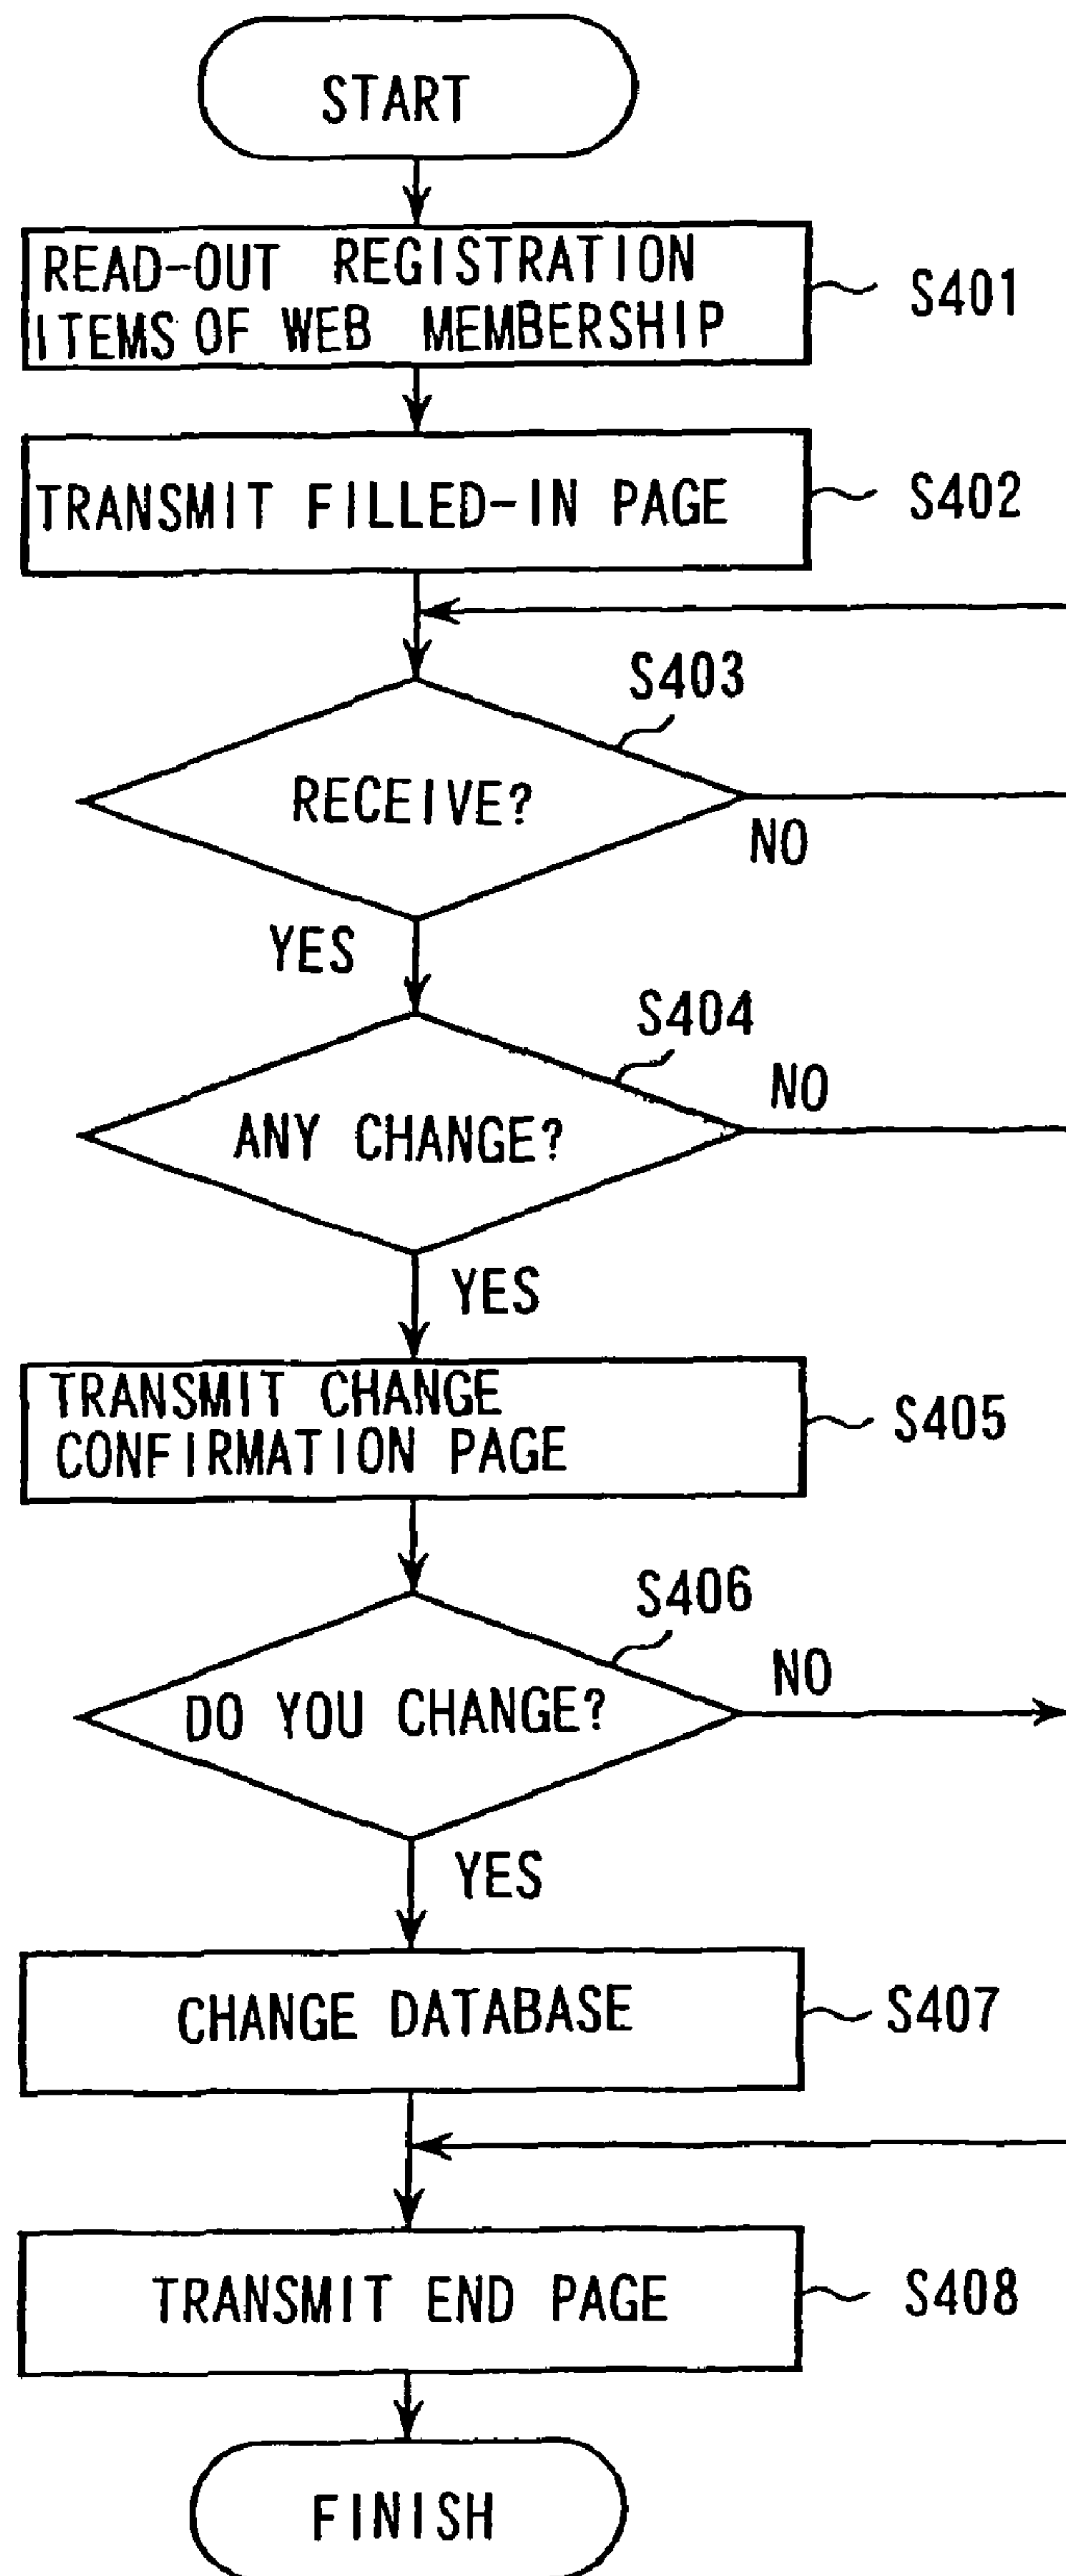 START
READ-OUT REGISTRATION
ITEMS OF WEB MEMBERSHIP
S401
TRANSMIT FILLED-IN PAGE
S402
S403
RECEIVE?
NO
YES
S404
NO
ANY CHANGE?
YES
TRANSMIT CHANGE
CONFIRMATION PAGE
S405
S406
NO
DO YOU CHANGE?
YES
CHANGE DATABASE
S407
TRANSMIT END PAGE
S408
FINISH